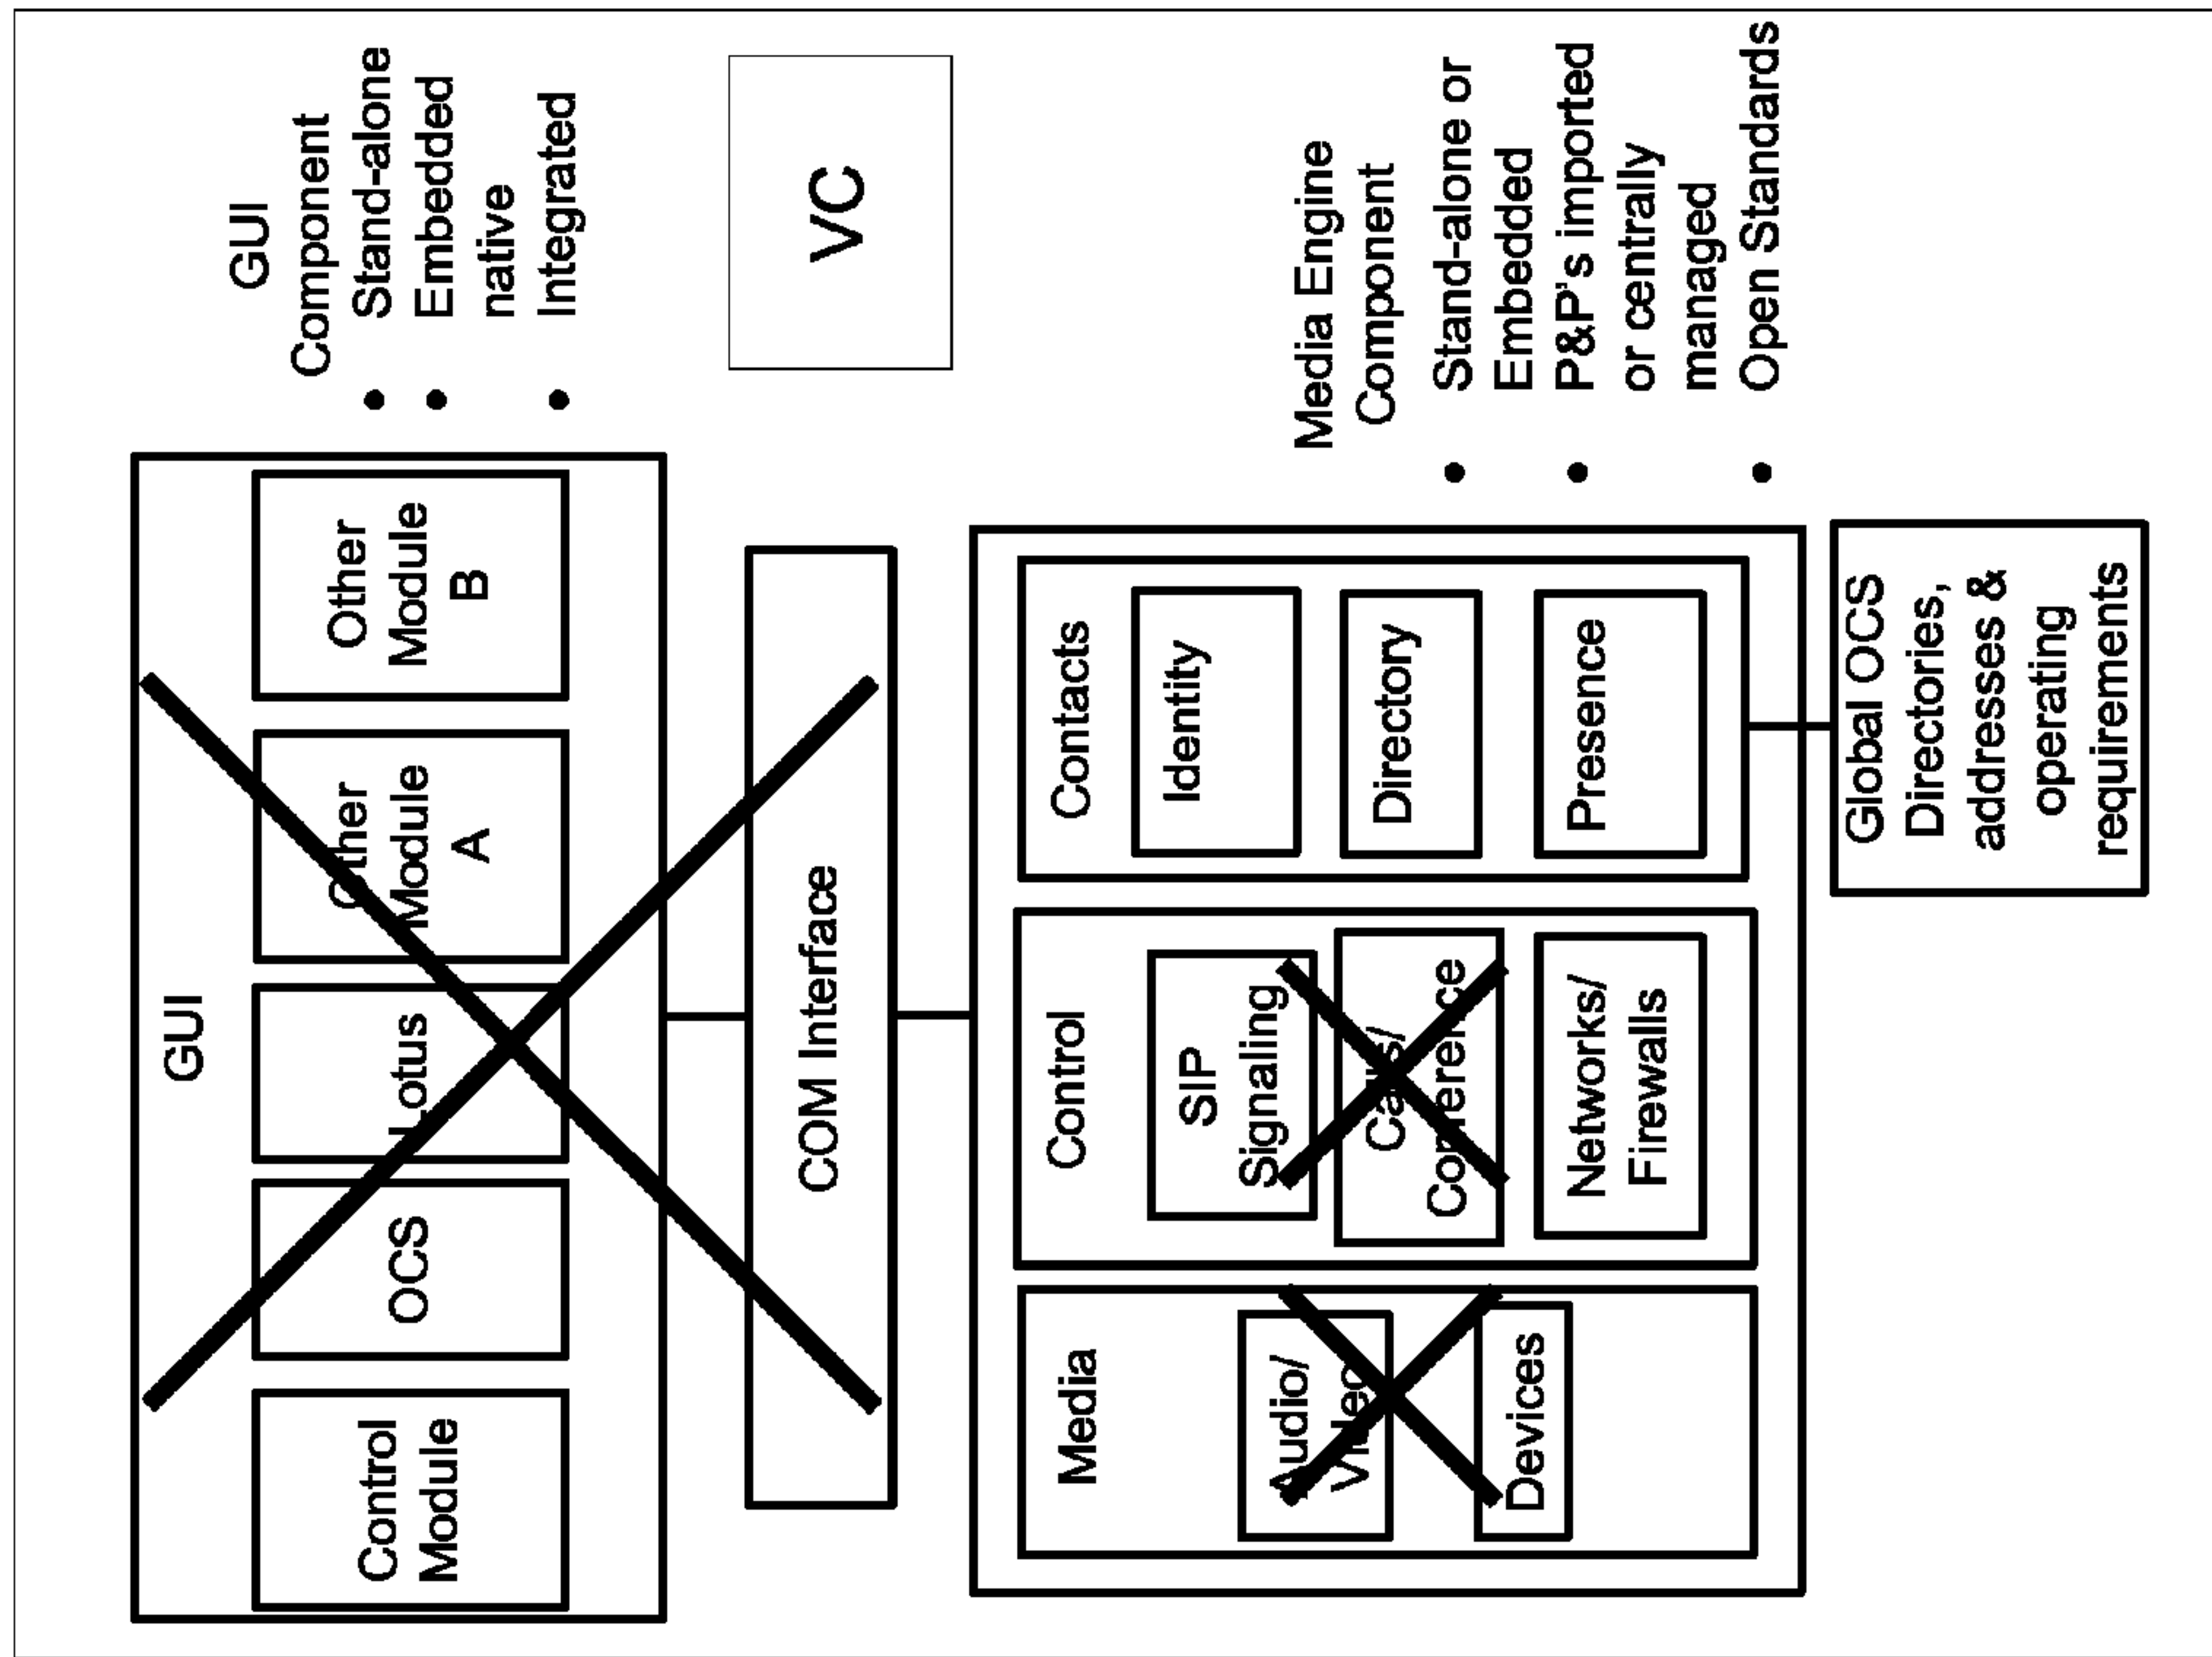 GUI
Control
Module
OCS
Lotus
Other
Module
A
Other
Module
B
GUI
Component
• Stand-alone
• Embedded
native
• Integrated
COM Interface
VC
Media
Audio/
Video
Devices
Control
SIP
Signaling
Calls/
Conference
Networks/
Firewalls
Contacts
Identity
Directory
Presence
Media Engine
Component
• Stand-alone or
Embedded
• P&P's imported
or centrally
managed
• Open Standards
Global OCS
Directories,
addresses &
operating
requirements